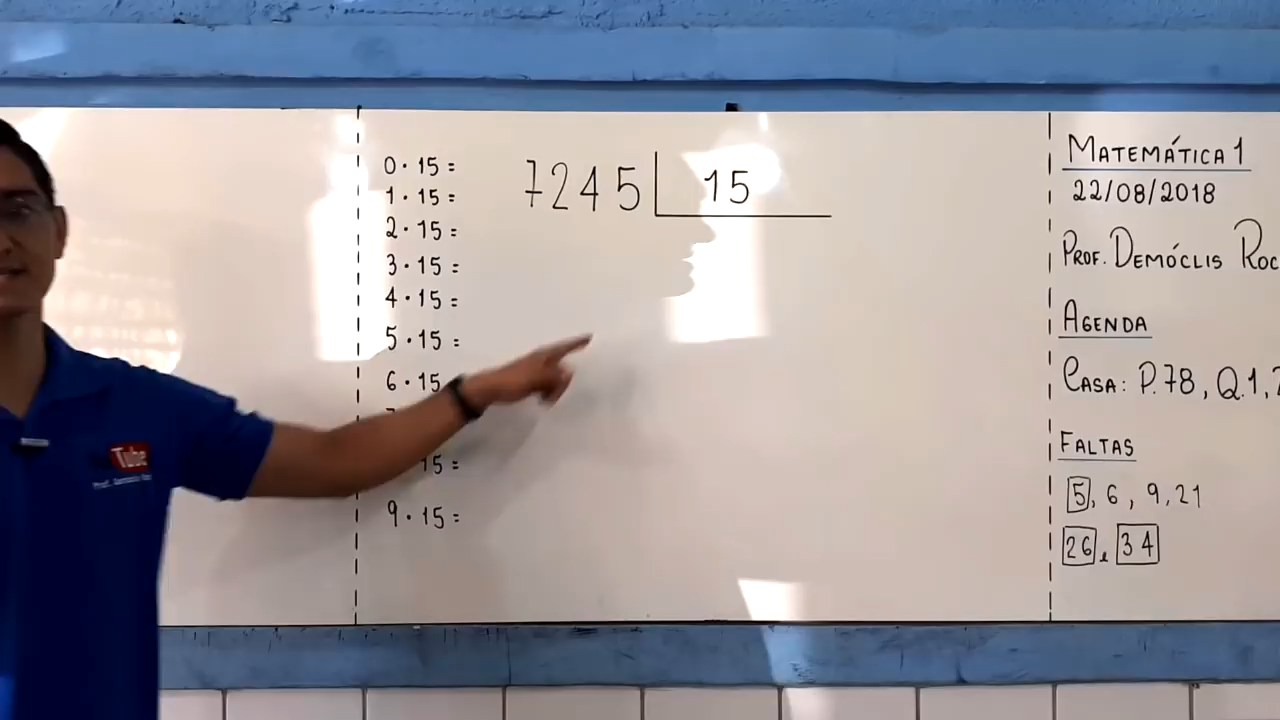 0 · 15 =
1 · 15 =
2 · 15 =
3 · 15 =
4 · 15 =
5 · 15 =
6 · 15
15 =
9 · 15 =
7245 15
MATEMÁTICA 1
22/08/2018
PROF. DEMÓCLIS ROC
AGENDA
CASA: P.78, Q.1,2
FALTAS
5, 6, 9, 21
26 e 34
Tube